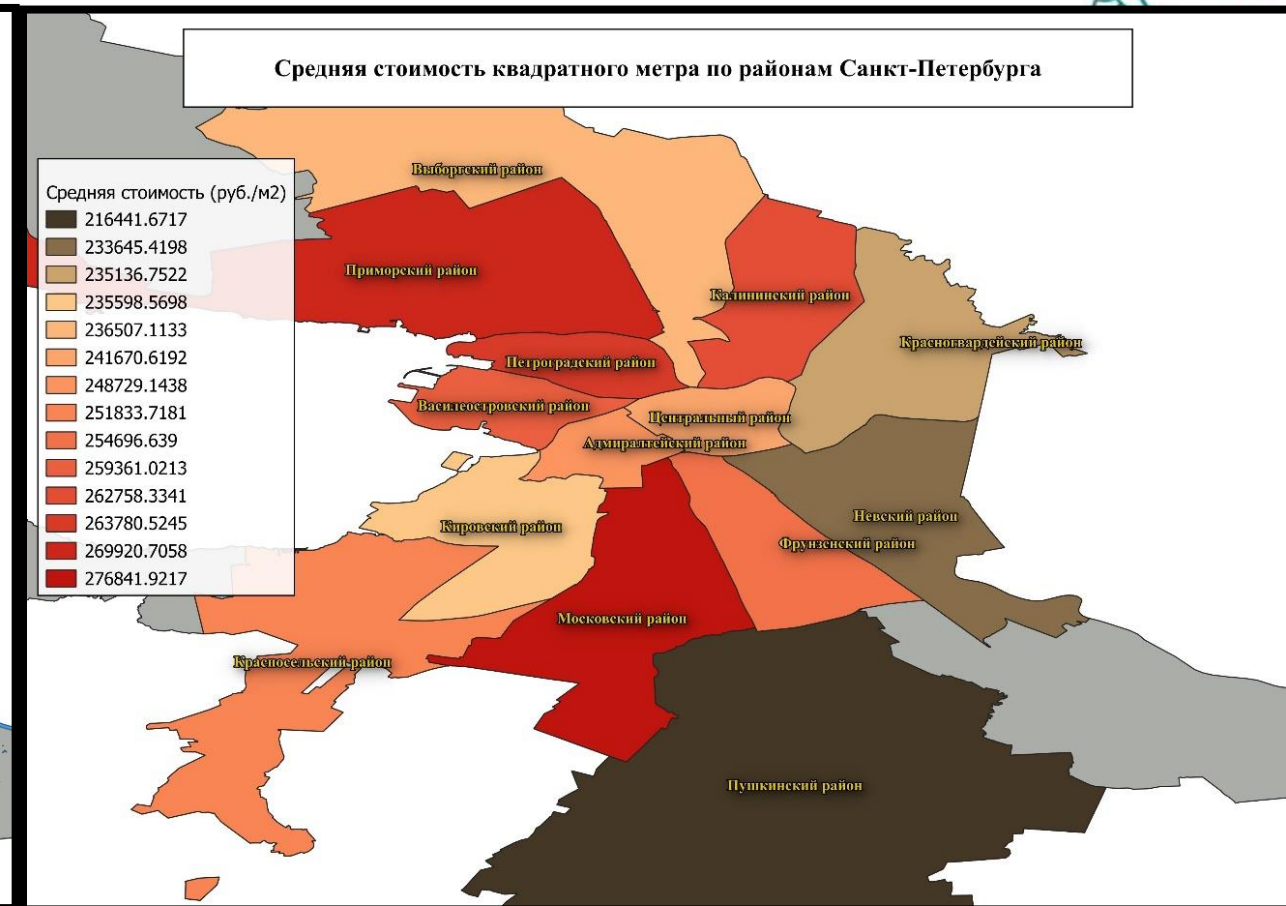 Средняя стоимость квадратного метра по районам Санкт-Петербурга
Выборгский район
Средняя стоимость (руб./м2)
216441.6717
233645.4198
235136.7522
235598.5698
236507.1133
241670.6192
248729.1438
251833.7181
254696.639
259361.0213
262758.3341
263780.5245
269920.7058
276841.9217
Приморский район
Калининский район
Красногвардейский район
Петроградский район
Василеостровский район
Центральный район
Адмиралтейский район
Кировский район
Невский район
Фрунзенский район
Московский район
Красносельский район
Пушкинский район